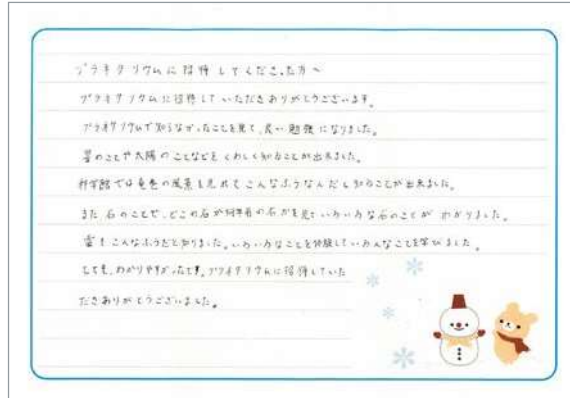 プラネタリウムに招待してくださった方へ
プラネタリウムに招待していただきありがとうございます。
プラネタリウムで知らなかったことを見て、良い勉強になりました。
星のことや太陽のことなどをくわしく知ることが出来ました。
科学館では竜巻の風景を見れてこんなふうなんだと知ることが出来ました。
また、石のことで、どこの石が何年前の石かを見ていろいろな石のことがわかりました。
雲もこんなふうだと知りました。いろいろなことを体験していろんなことを学びました。
とても、わかりやすかったです。プラネタリウムに招待していた
だきありがとうございました。